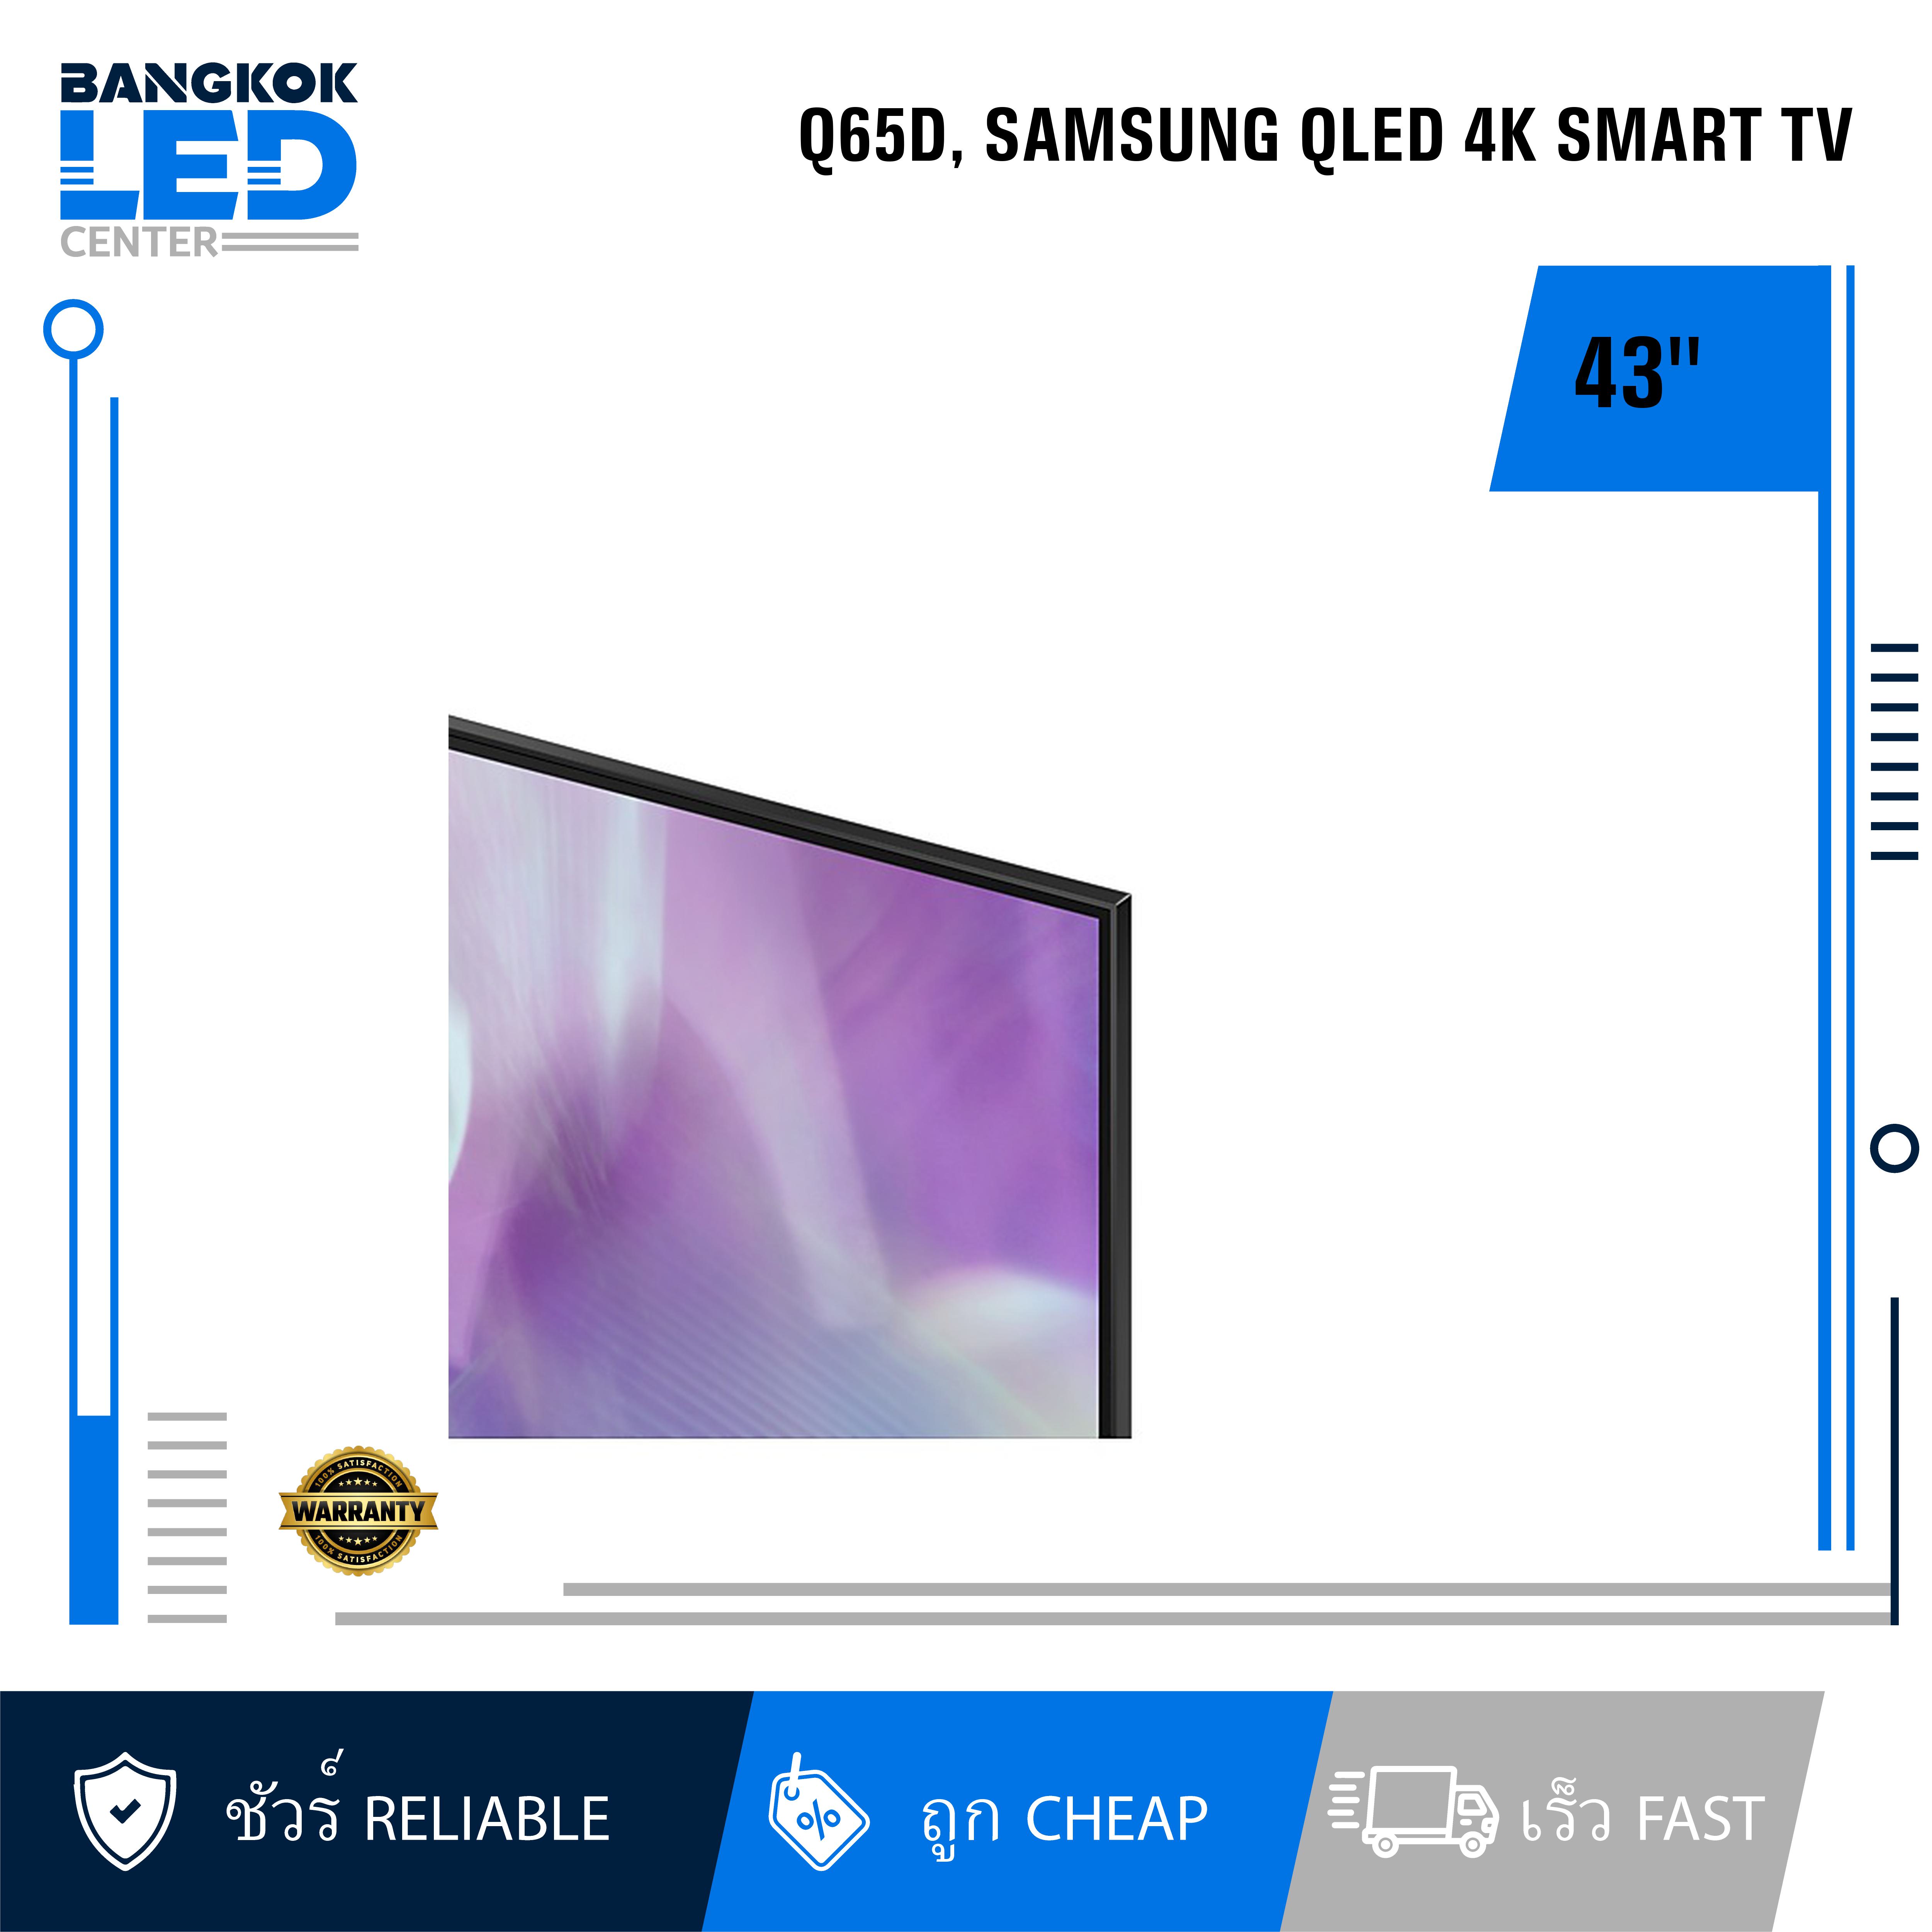 BANGKOK
LED
CENTER
Q65D, SAMSUNG QLED 4K SMART TV
43"
100% SATISFACTION
WARRANTY
100% SATISFACTION
ชัวร์ RELIABLE
% ถูก CHEAP
เร็ว FAST